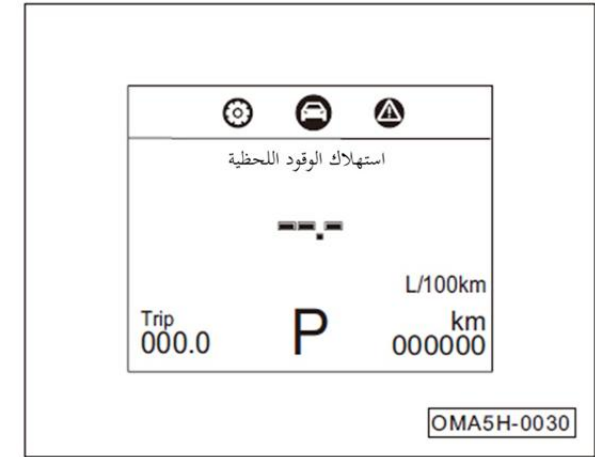 استهلاك الوقود اللحظية
--.-
L/100km
Trip
km
000.0
P
000000
OMA5H-0030